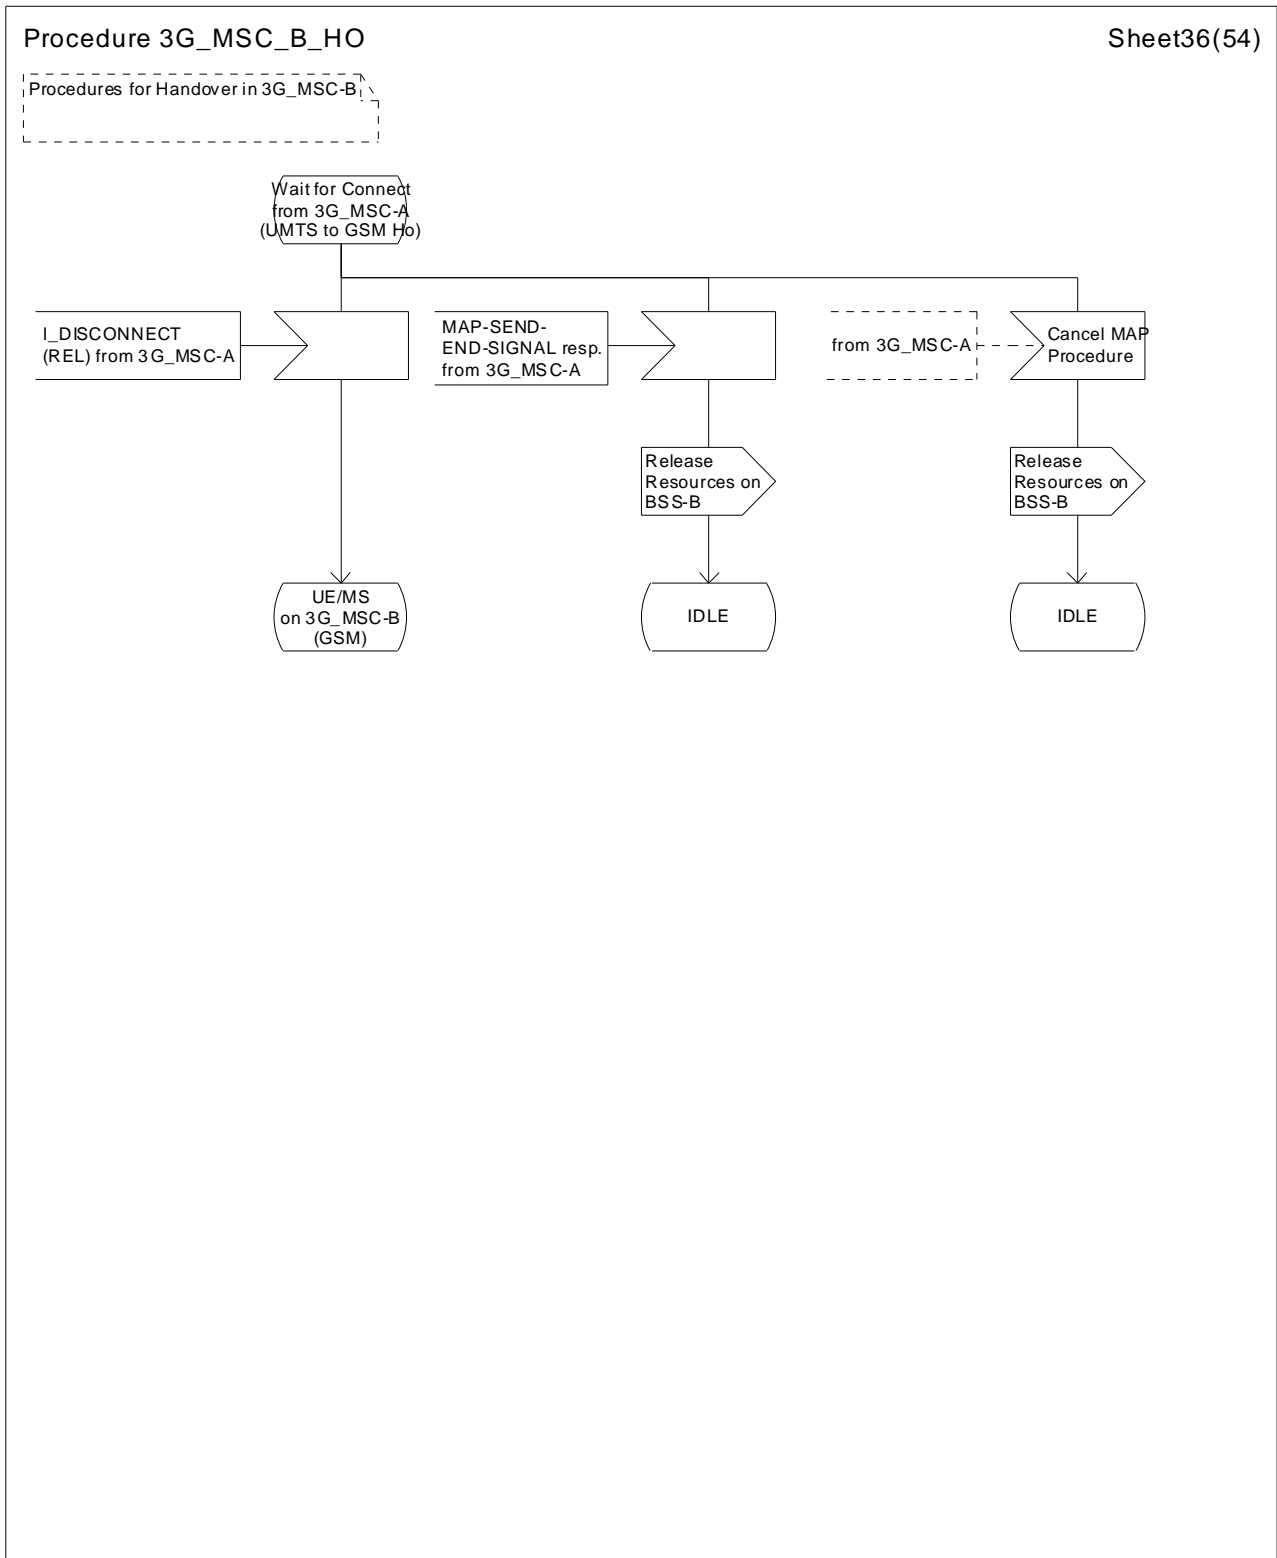 Procedure 3G_MSC_B_HO
Sheet36(54)
Procedures for Handover in 3G_MSC-B
Wait for Connect
from 3G_MSC-A
(UMTS to GSM Ho)
I_DISCONNECT
(REL) from 3G_MSC-A
MAP-SEND-
END-SIGNAL resp.
from 3G_MSC-A
from 3G_MSC-A
Cancel MAP
Procedure
Release
Resources on
BSS-B
Release
Resources on
BSS-B
UE/MS
on 3G_MSC-B
(GSM)
IDLE
IDLE